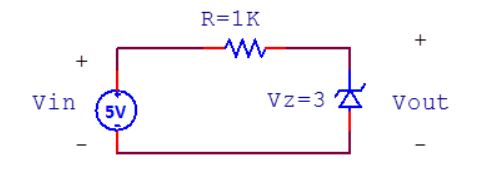 R=1K
+ +
Vin 5V Vz=3 Vout
- -